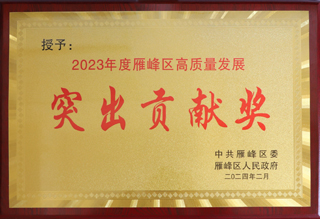 授予：
2023年度雁峰区高质量发展
突出贡献奖
中共雁峰区委
雁峰区人民政府
二〇二四年二月